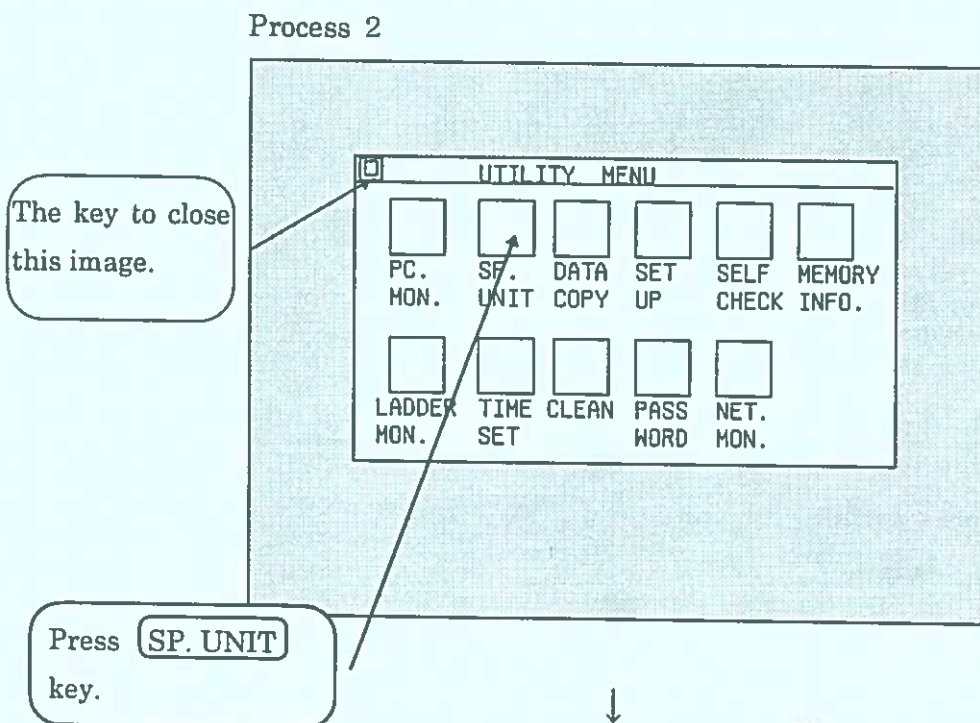 Process 2
UTILITY MENU
The key to close
this image.
PC. SP. DATA SET SELF MEMORY
MON. UNIT COPY UP CHECK INFO.
LADDER TIME CLEAN PASS NET.
MON. SET WORD MON.
Press SP. UNIT
key.